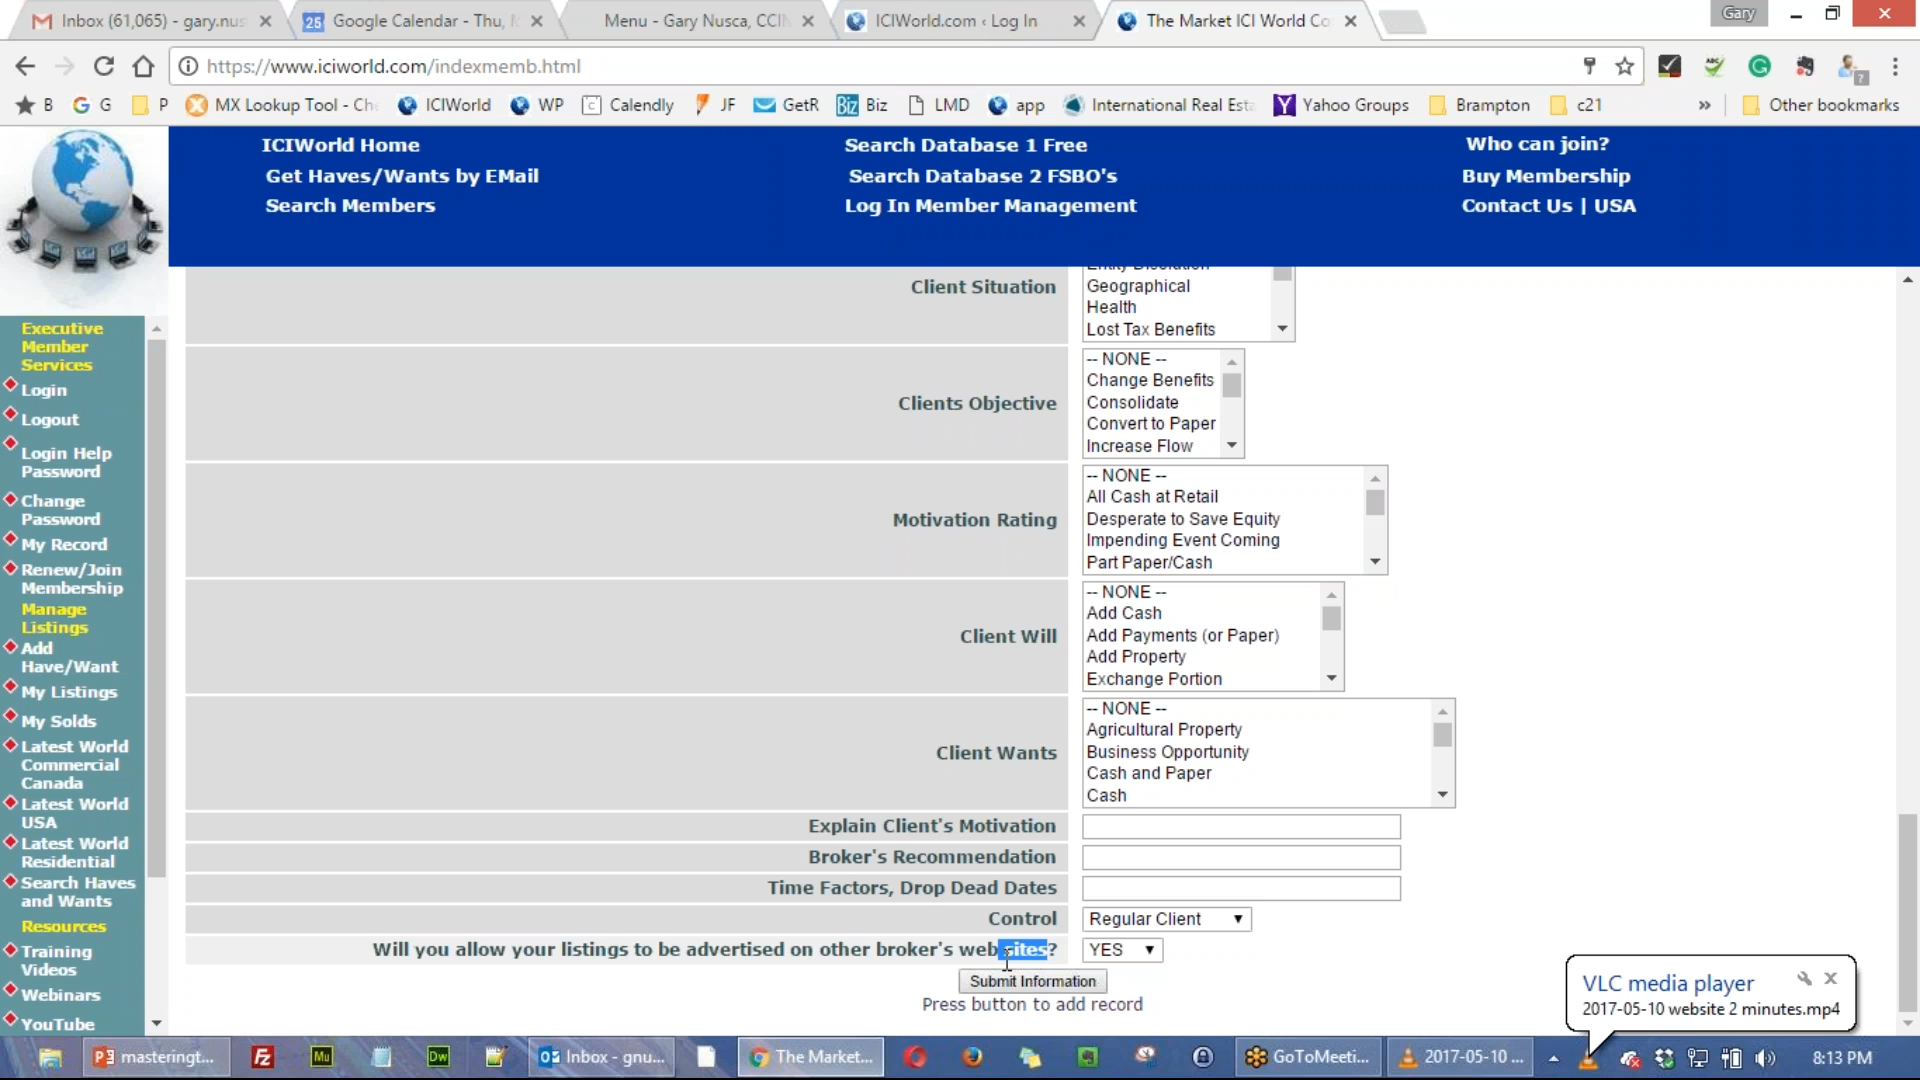 Inbox (61,065) - gary.nus
Google Calendar - Thu,
Menu - Gary Nusca, CCI
ICIWorld.com ‹ Log In
The Market ICI World Co
Gary
https://www.iciworld.com/indexmemb.html
B
G
P
MX Lookup Tool - Che
ICIWorld
WP
Calendly
JF
GetR
Biz
Biz
LMD
app
International Real Esta
Yahoo Groups
Brampton
c21
»
Other bookmarks
ICIWorld Home
Search Database 1 Free
Who can join?
Get Haves/Wants by EMail
Search Database 2 FSBO's
Buy Membership
Search Members
Log In Member Management
Contact Us | USA
Executive
Member
Services
Login
Logout
Login Help
Password
Change
Password
My Record
Renew/Join
Membership
Manage
Listings
Add
Have/Want
My Listings
My Solds
Latest World
Commercial
Canada
Latest World
USA
Latest World
Residential
Search Haves
and Wants
Resources
Training
Videos
Webinars
YouTube
Client Situation
Entity Dissolution
Geographical
Health
Lost Tax Benefits
Clients Objective
-- NONE --
Change Benefits
Consolidate
Convert to Paper
Increase Flow
Motivation Rating
-- NONE --
All Cash at Retail
Desperate to Save Equity
Impending Event Coming
Part Paper/Cash
Client Will
-- NONE --
Add Cash
Add Payments (or Paper)
Add Property
Exchange Portion
Client Wants
-- NONE --
Agricultural Property
Business Opportunity
Cash and Paper
Cash
Explain Client's Motivation
Broker's Recommendation
Time Factors, Drop Dead Dates
Control
Regular Client
Will you allow your listings to be advertised on other broker's web sites?
YES
Submit Information
Press button to add record
VLC media player
2017-05-10 website 2 minutes.mp4
masteringt...
Inbox - gnu...
The Market...
GoToMeeti...
2017-05-10 ...
8:13 PM